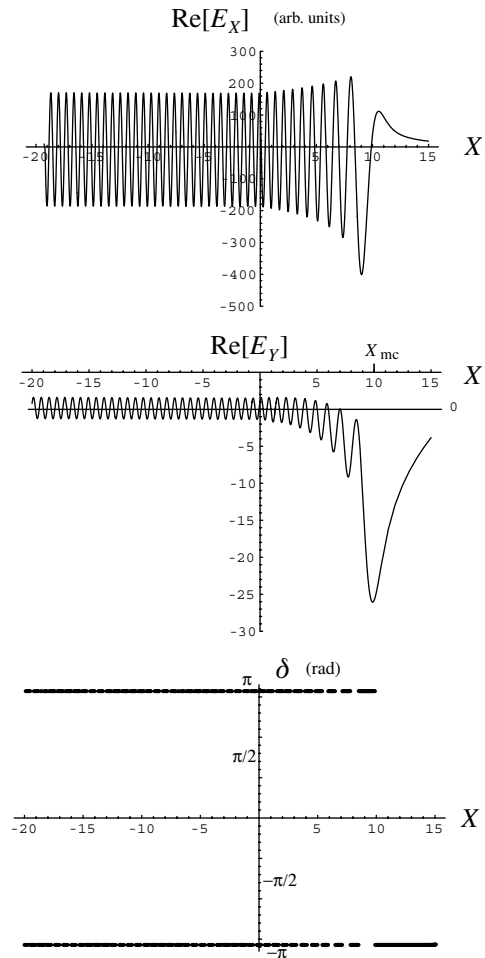 Re[E_X] (arb. units)
300
200
100
-20 -15 -10 -5 5 10 15 X
-100
-200
-300
-400
-500
Re[E_Y] X_mc
-20 -15 -10 -5 5 10 15 X
0
-5
-10
-15
-20
-25
-30
δ (rad)
π
π/2
-20 -15 -10 -5 5 10 15 X
−π/2
−π